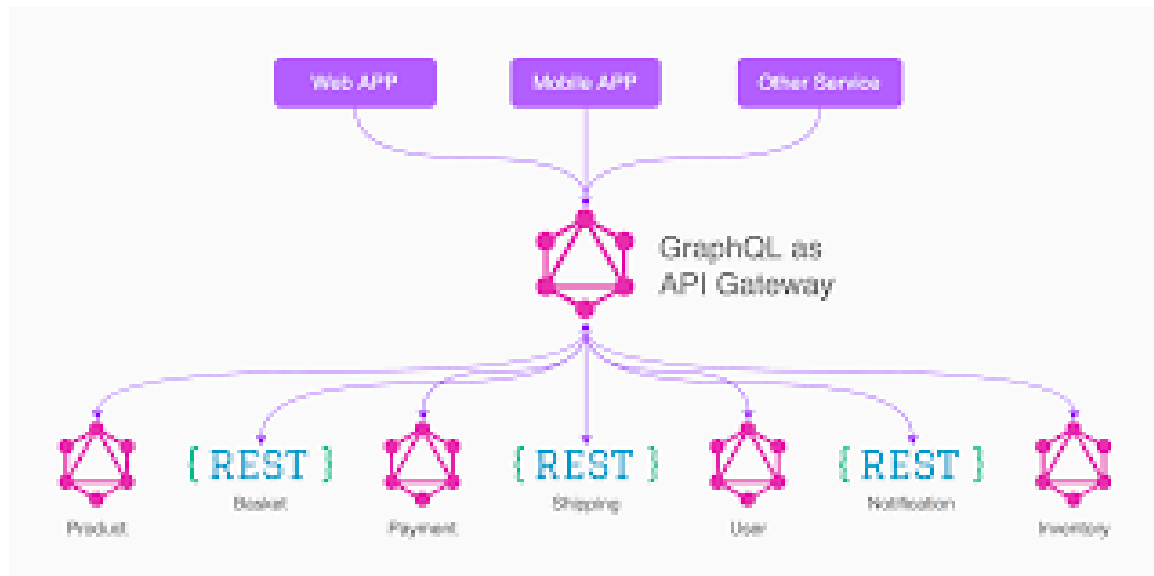 Web APP
Mobile APP
Other Service
GraphQL as
API Gateway
{ REST }
{ REST }
{ REST }
Basket
Shipping
Notification
Product
Payment
User
Inventory